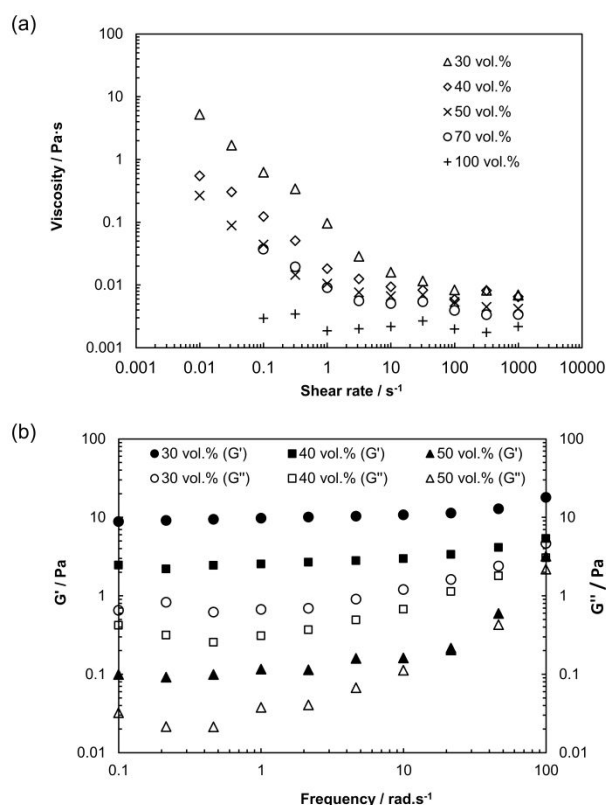 (a)
10
1
0.1
0.01
0.001
Viscosity / Pa·s
30 vol.%
40 vol.%
50 vol.%
70 vol.%
100 vol.%
0.001 0.01 0.1 1 10 100 1000 10000
Shear rate / s⁻¹
(b)
100
10
1
0.1
0.01
G' / Pa
30 vol.% (G') 40 vol.% (G') 50 vol.% (G')
30 vol.% (G'') 40 vol.% (G'') 50 vol.% (G'')
100
10
1
0.1
0.01
G'' / Pa
0.1 1 10 100
Frequency / rad.s⁻¹